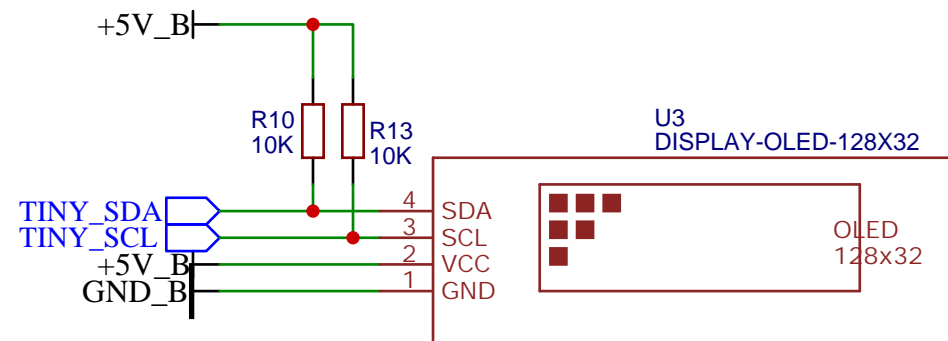 +5V_B
R10
10K
R13
10K
U3
DISPLAY-OLED-128X32
TINY_SDA
4
SDA
TINY_SCL
3
SCL
OLED
128x32
+5V_B
2
VCC
GND_B
1
GND